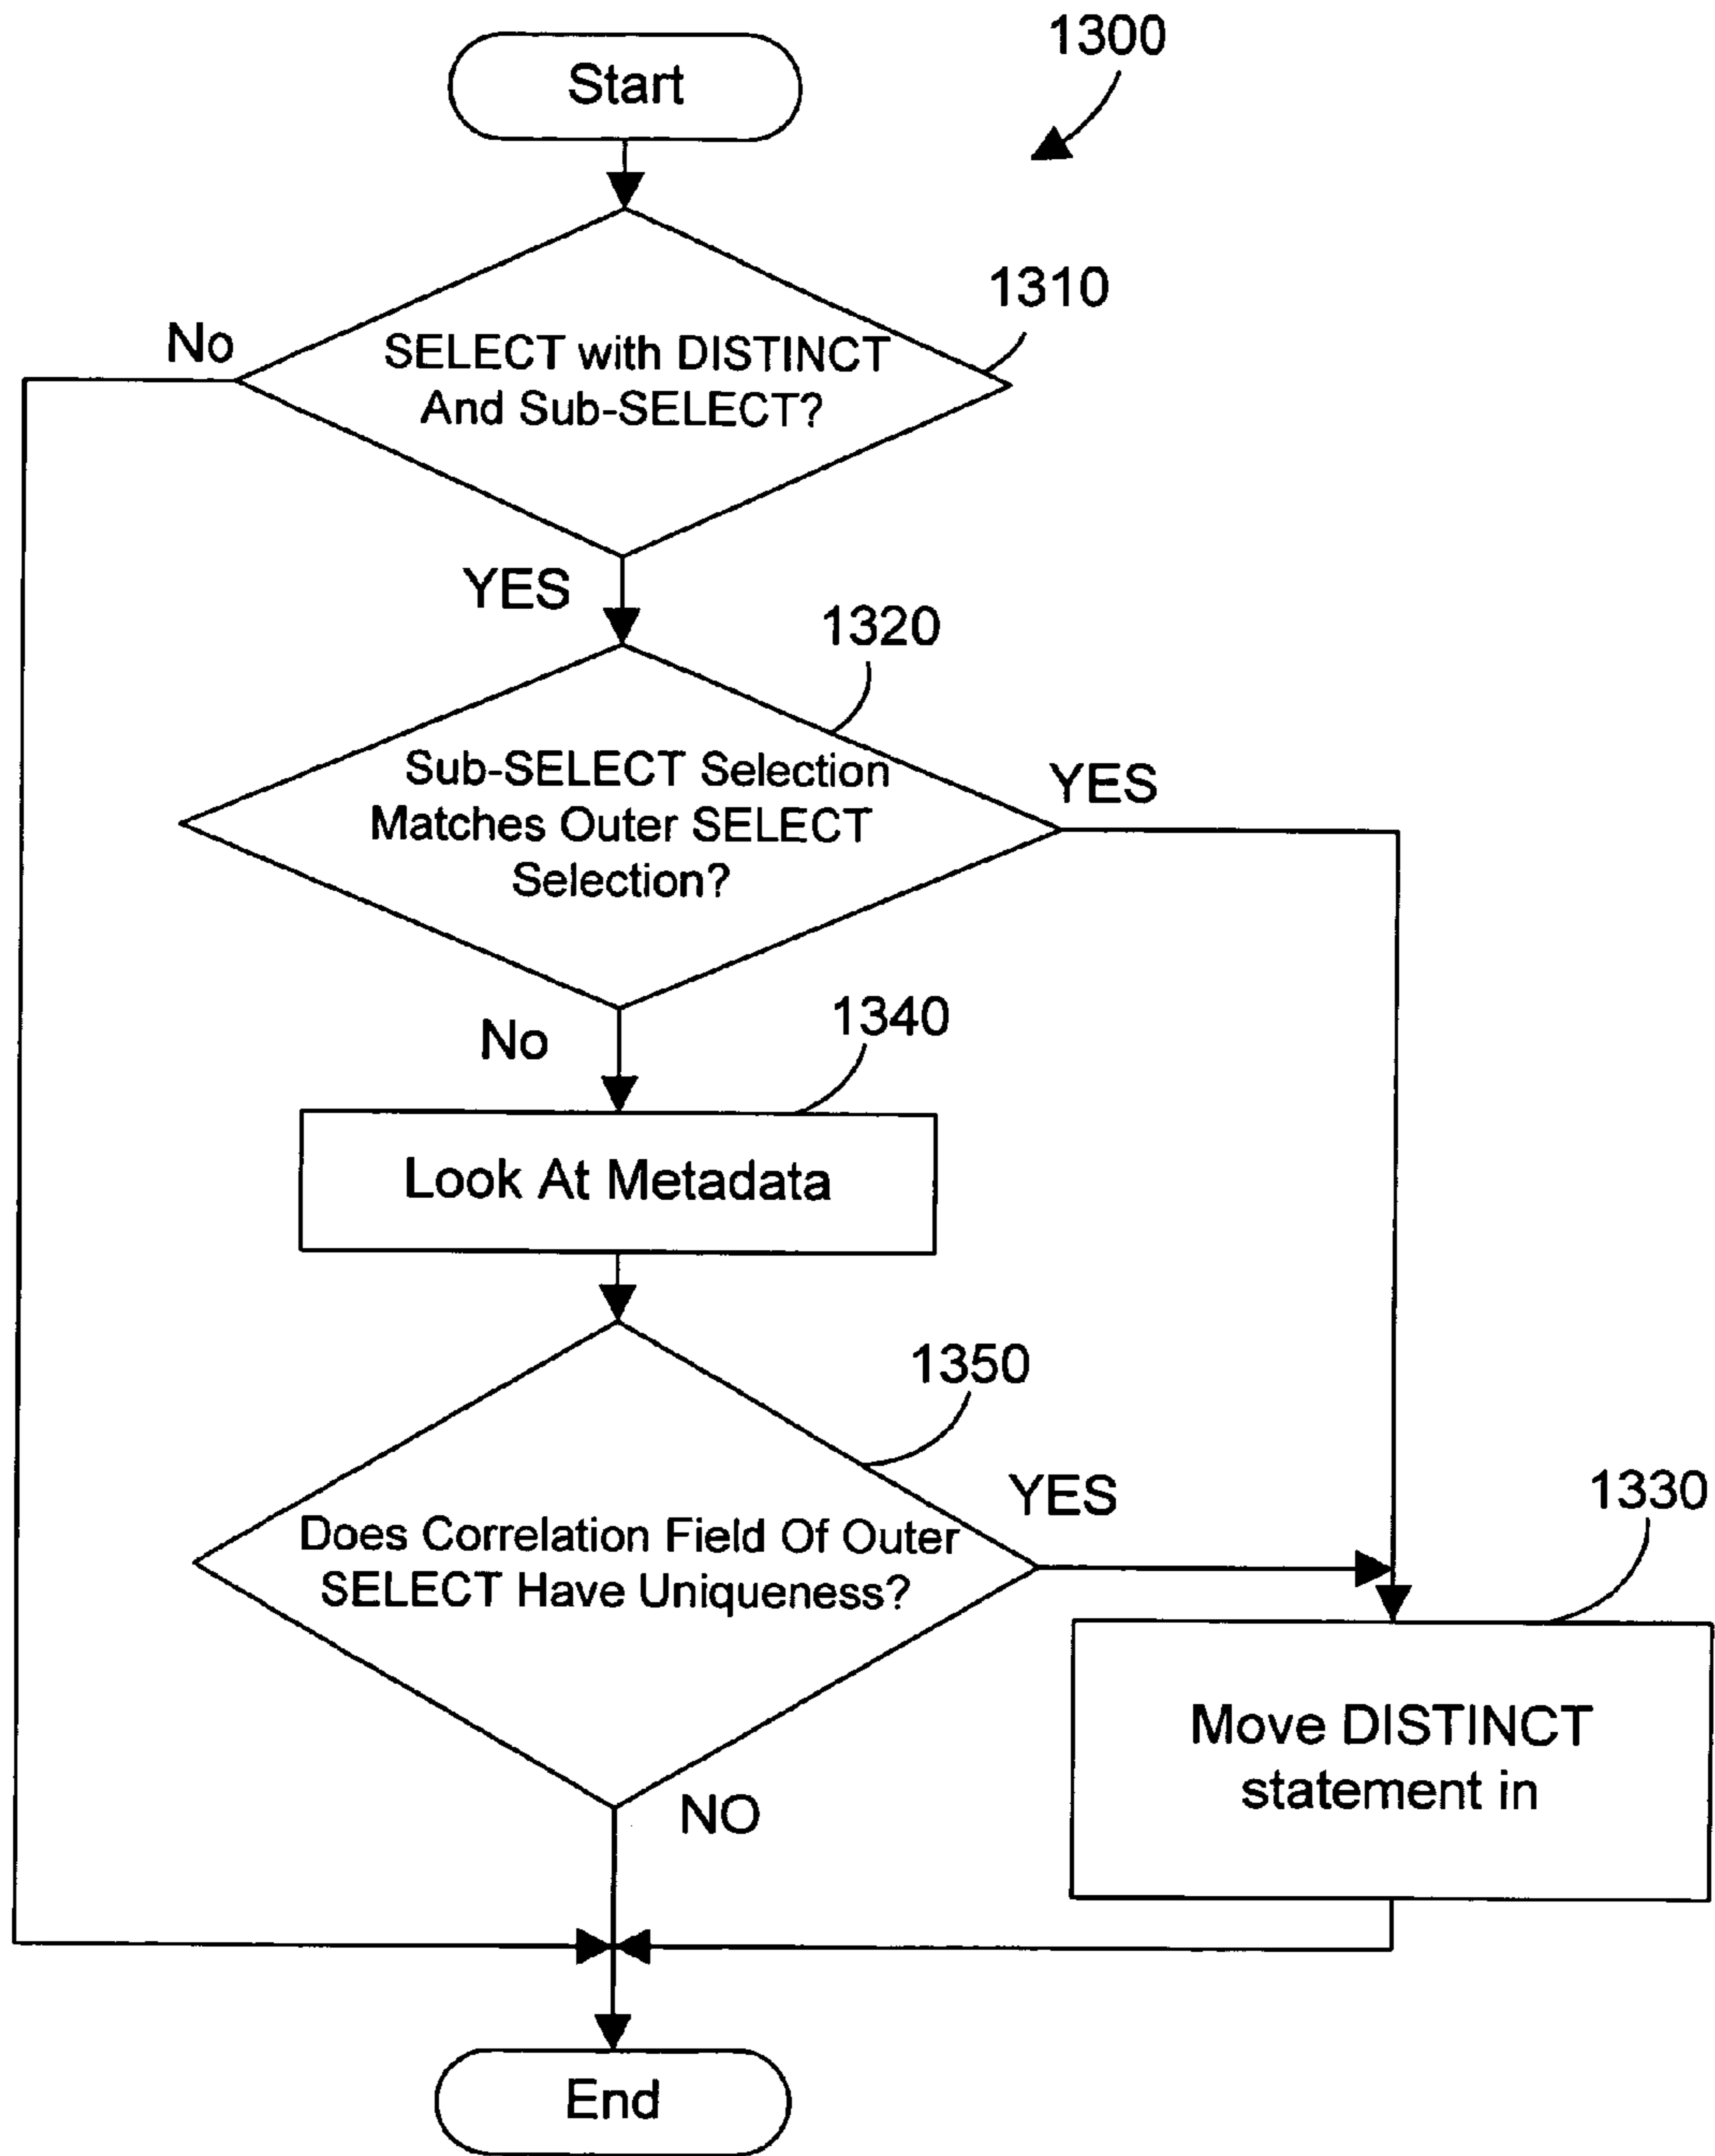 1300
Start
1310
No
SELECT with DISTINCT
And Sub-SELECT?
YES
1320
Sub-SELECT Selection
Matches Outer SELECT
Selection?
YES
No
1340
Look At Metadata
1350
Does Correlation Field Of Outer
SELECT Have Uniqueness?
YES
1330
Move DISTINCT
statement in
NO
End